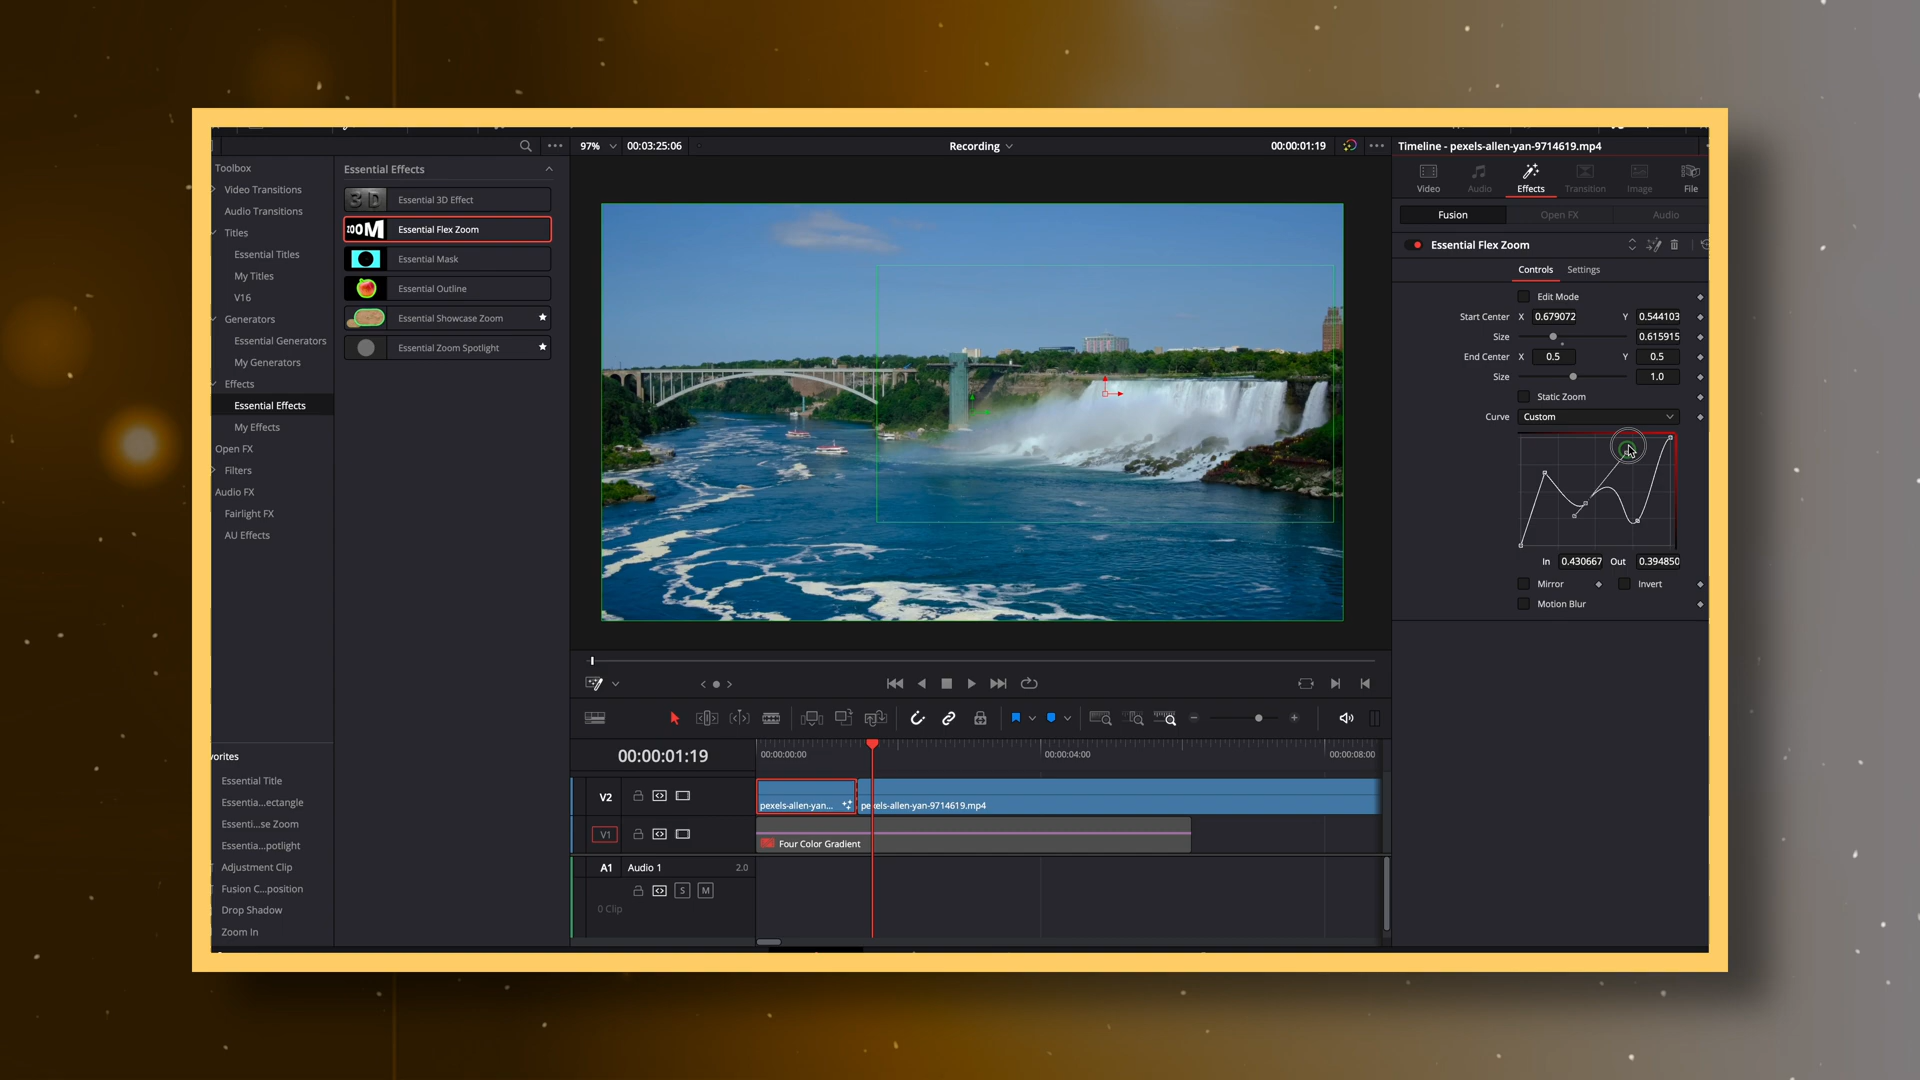 97%
00:03:25:06
Recording
00:00:01:19
Timeline - pexels-allen-yan-9714619.mp4
Toolbox
Video Transitions
Audio Transitions
Titles
Essential Titles
My Titles
V16
Generators
Essential Generators
My Generators
Effects
Essential Effects
My Effects
Open FX
Filters
Audio FX
Fairlight FX
AU Effects
vorites
Essential Title
Essentia...ectangle
Essenti...se Zoom
Essentia...potlight
Adjustment Clip
Fusion C...position
Drop Shadow
Zoom In
Essential Effects
3D Essential 3D Effect
ZOOM Essential Flex Zoom
Essential Mask
Essential Outline
Essential Showcase Zoom
Essential Zoom Spotlight
Video Audio Effects Transition Image File
Fusion Open FX Audio
Essential Flex Zoom
Controls Settings
Edit Mode
Start Center X 0.679072 Y 0.544103
Size 0.615915
End Center X 0.5 Y 0.5
Size 1.0
Static Zoom
Curve Custom
In 0.430667 Out 0.394850
Mirror Invert
Motion Blur
00:00:01:19
00:00:00:00
00:00:04:00
00:00:08:00
V2
pexels-allen-yan...
pexels-allen-yan-9714619.mp4
V1
Four Color Gradient
A1 Audio 1 2.0
S M
0 Clip